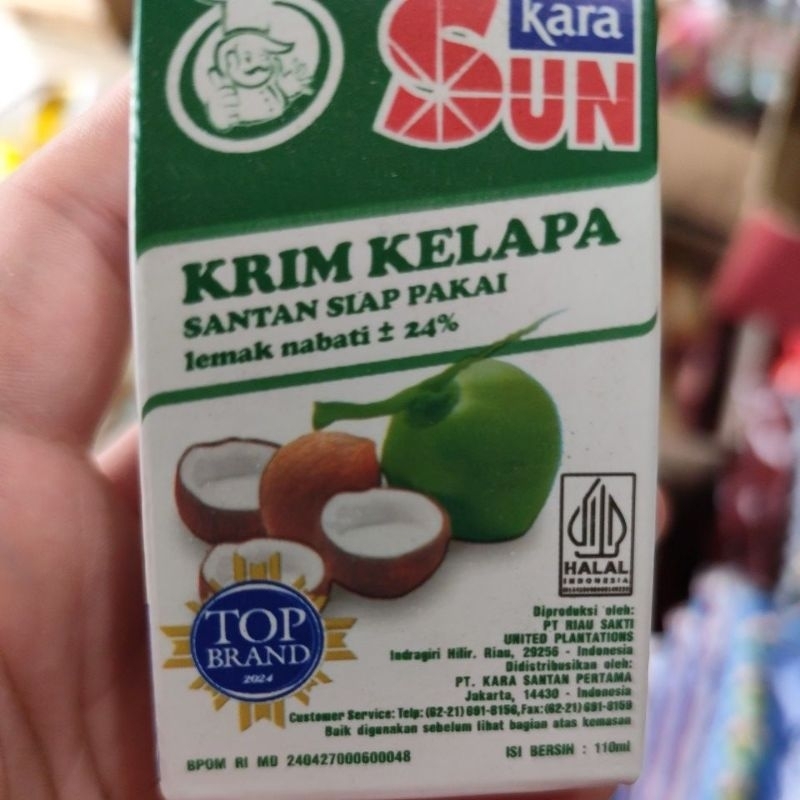 kara
SUN
KRIM KELAPA
SANTAN SIAP PAKAI
lemak nabati ± 24%
HALAL
INDONESIA
TOP
BRAND
2024
Diproduksi oleh:
PT RIAU SAKTI
UNITED PLANTATIONS
Indragiri Hilir, Riau, 29256 - Indonesia
Didistribusikan oleh:
PT. KARA SANTAN PERTAMA
Jakarta, 14430 - Indonesia
Customer Service: Telp: (62-21) 691-8156, Fax: (62-21) 691-8159
Baik digunakan sebelum lihat bagian atas kemasan
BPOM RI MD 240427000600048
ISI BERSIH : 110ml